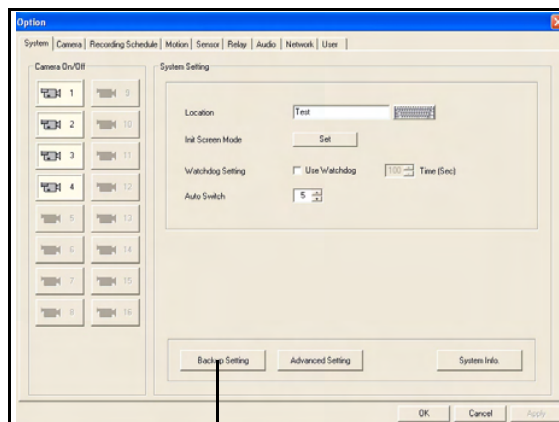 Option
System Camera Recording Schedule Motion Sensor Relay Audio Network User
Camera On/Off System Setting
1 9
2 10
3 11
4 12
5 13
6 14
7 15
8 16
Location Test
Init Screen Mode Set
Watchdog Setting Use Watchdog 100 Time (Sec)
Auto Switch 5
Backup Setting Advanced Setting System Info.
OK Cancel Apply